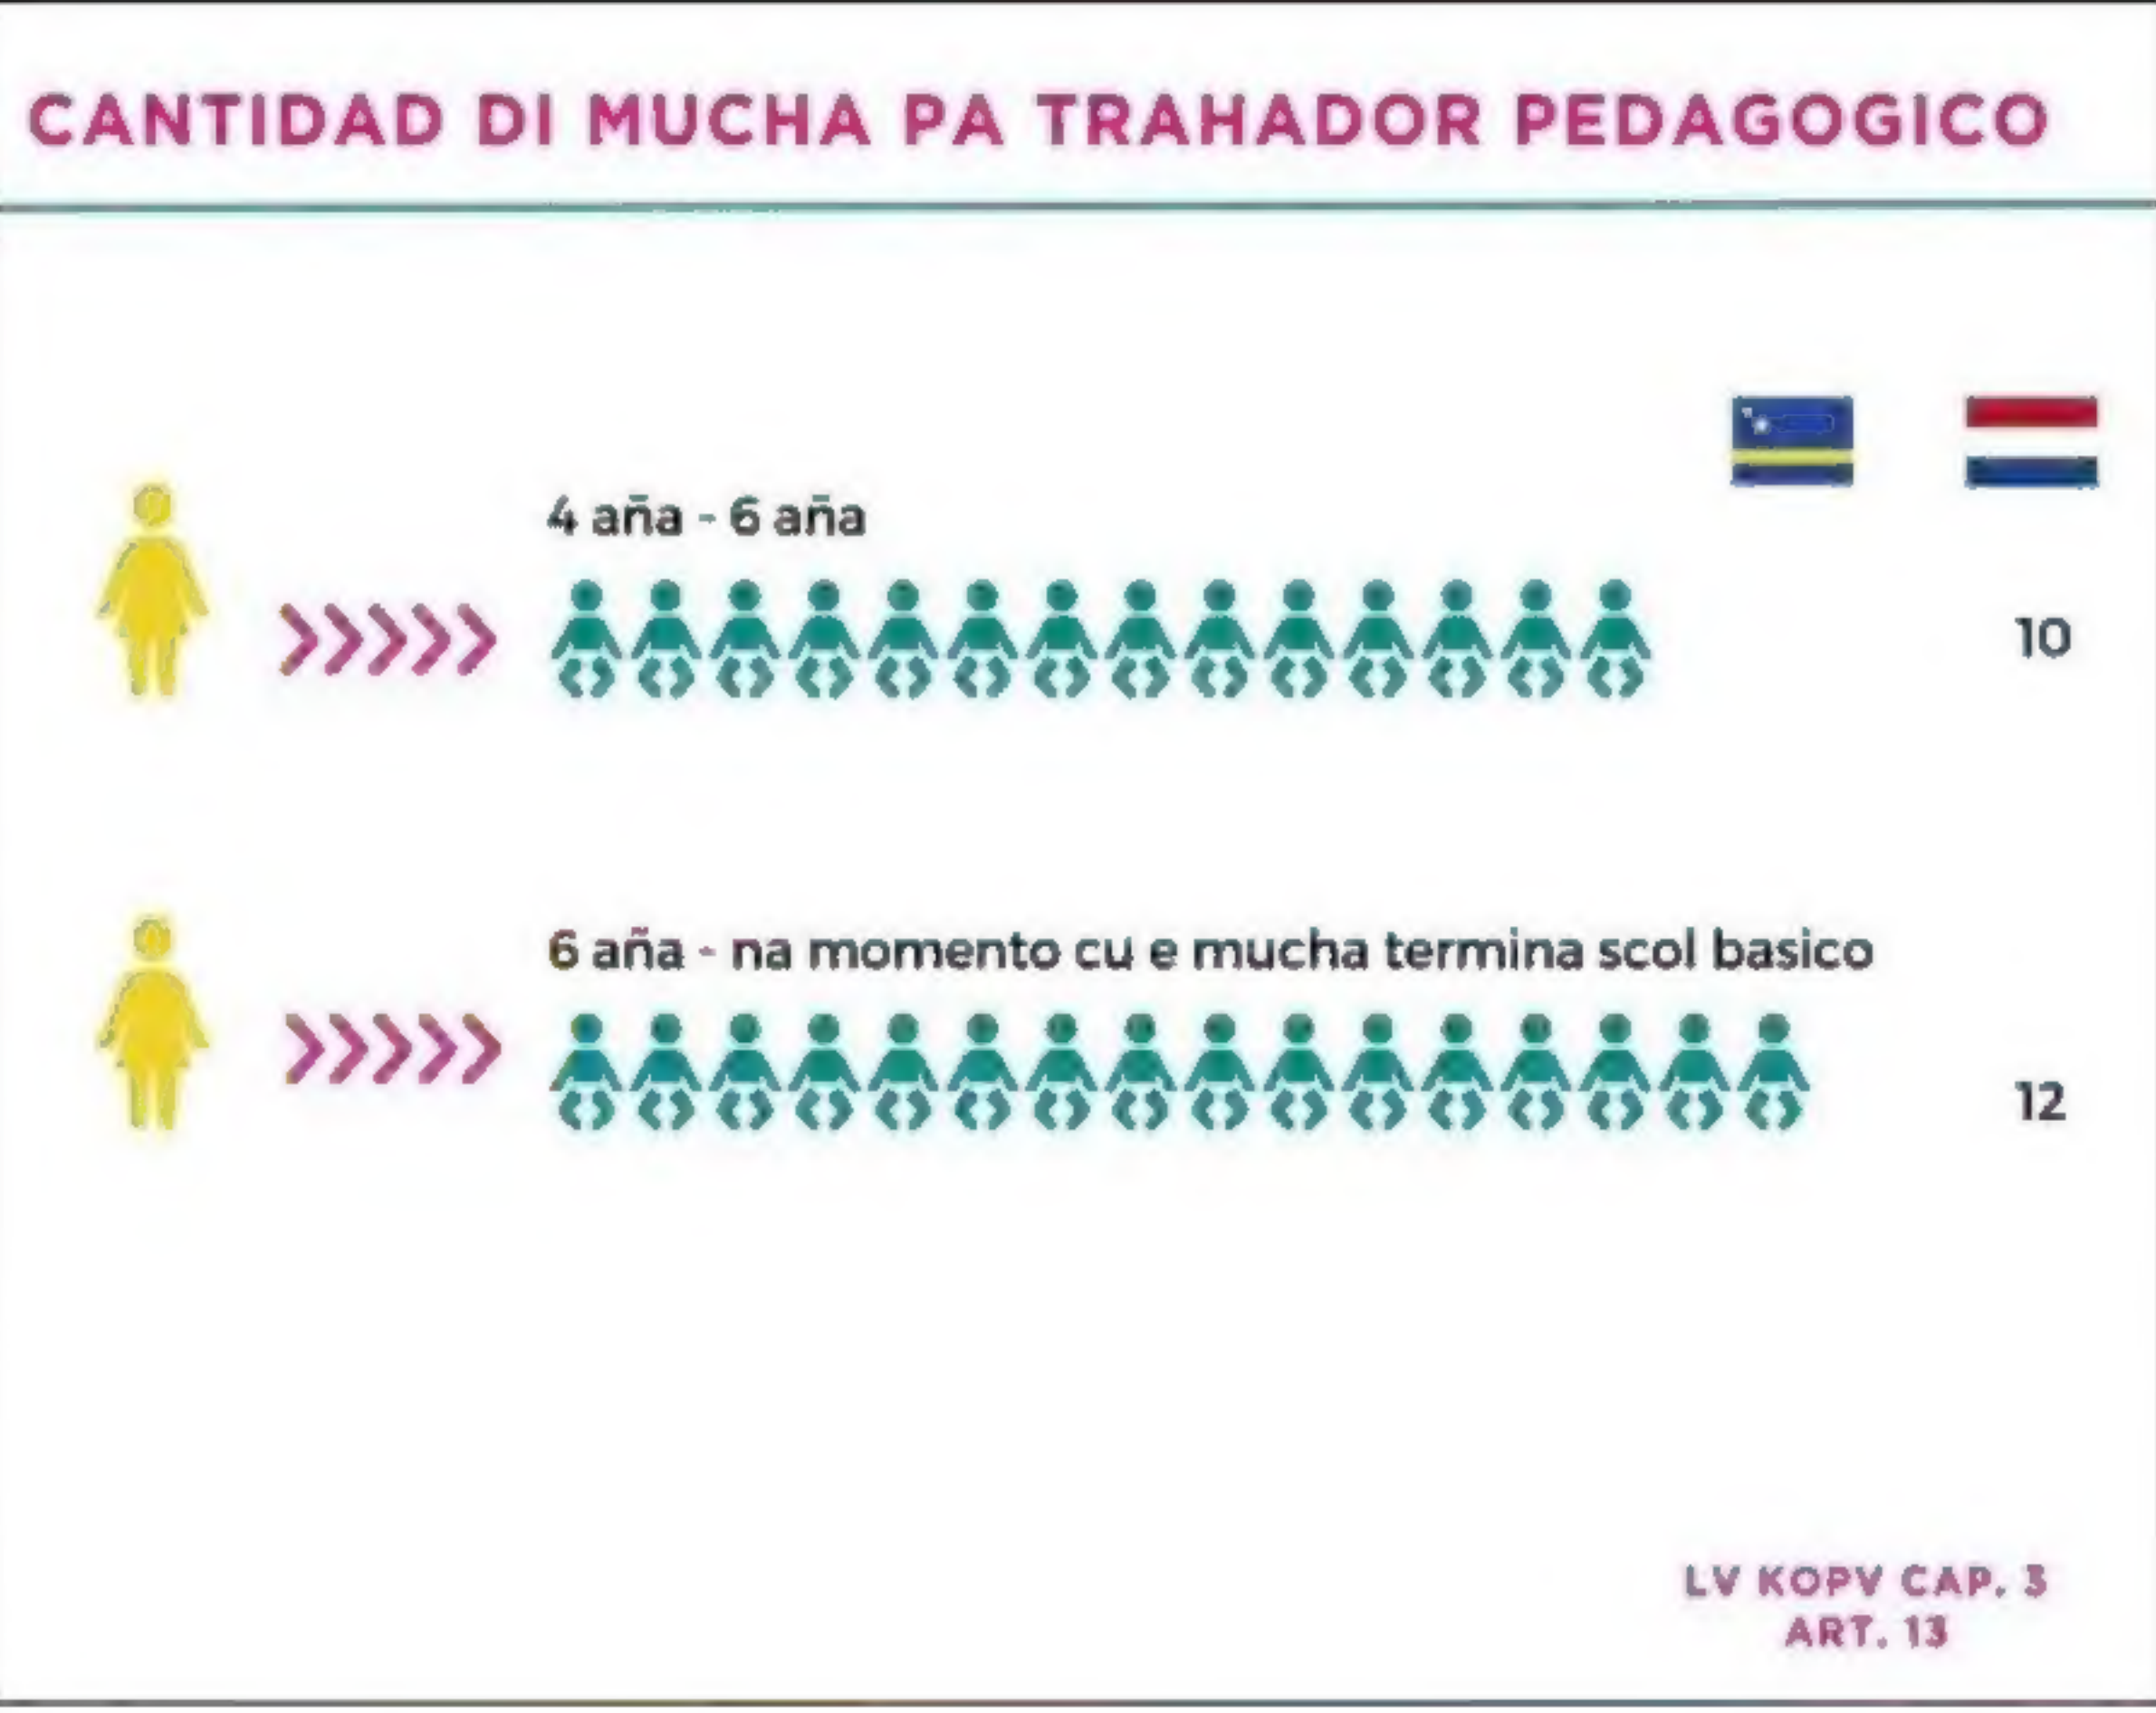 CANTIDAD DI MUCHA PA TRAHADOR PEDAGOGICO
4 aña - 6 aña
10
6 aña - na momento cu e mucha termina scol basico
12
LV KOPV CAP. 3
ART. 13